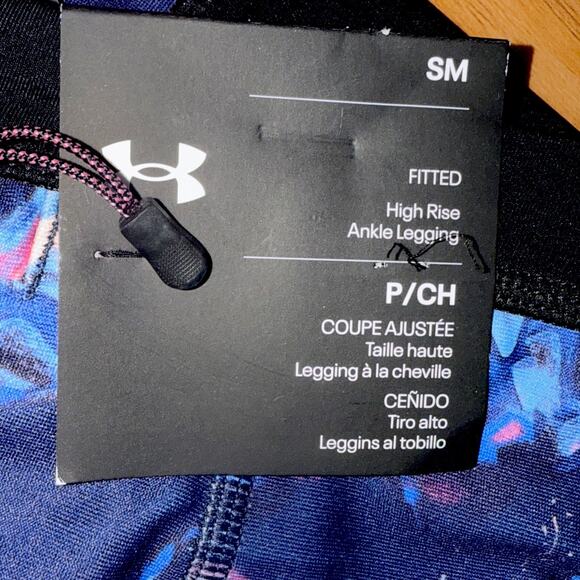 SM
FITTED
High Rise
Ankle Legging
P/CH
COUPE AJUSTÉE
Taille haute
Legging à la cheville
CEÑIDO
Tiro alto
Leggins al tobillo